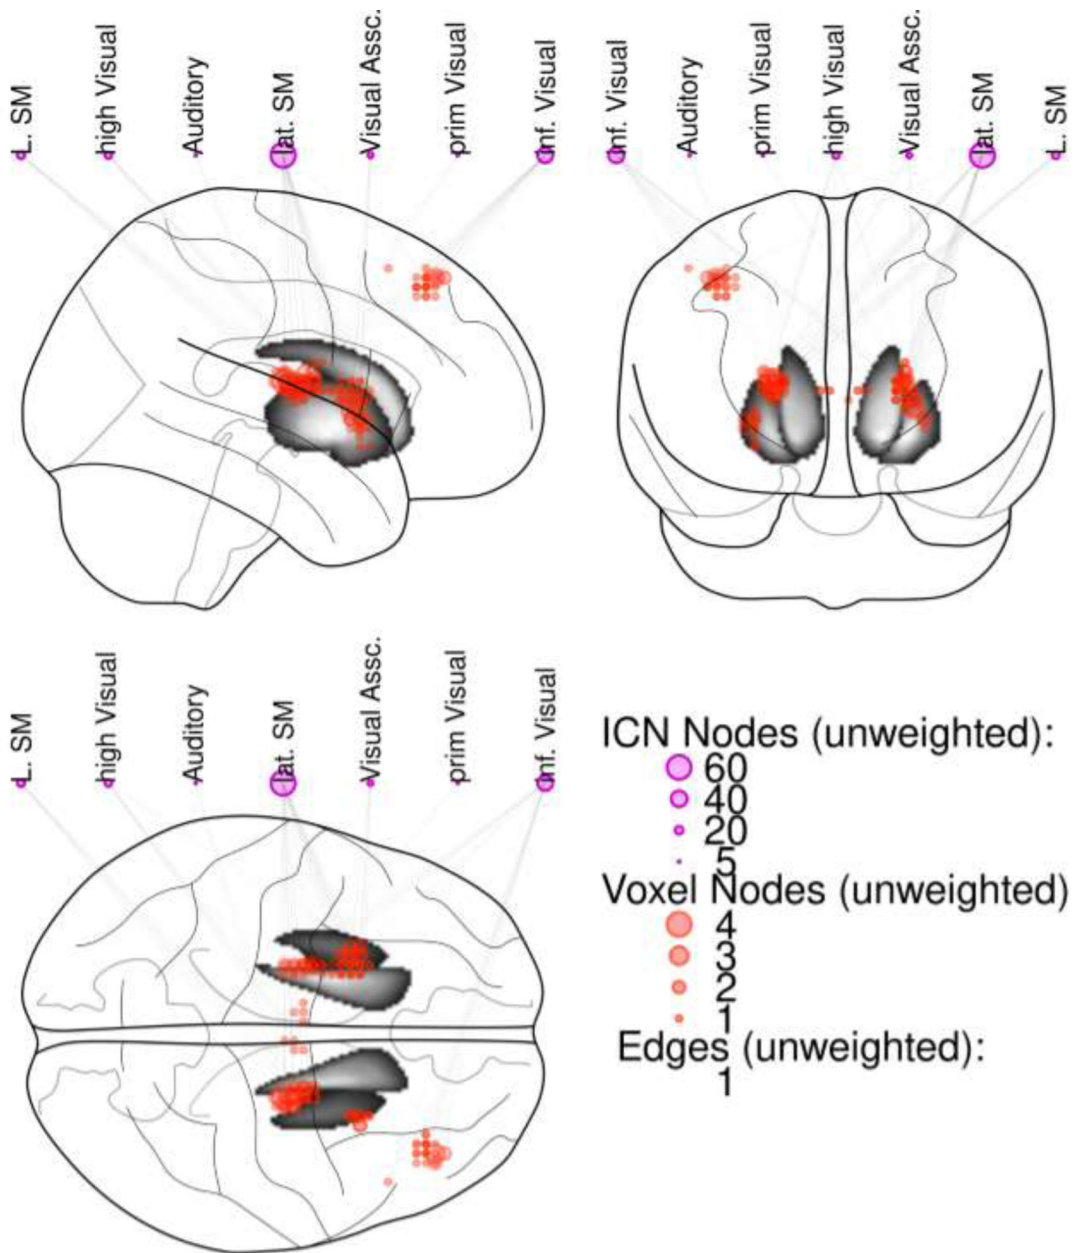 L. SM
high Visual
Auditory
lat. SM
Visual Assc.
prim Visual
Inf. Visual
Inf. Visual
Auditory
prim Visual
high Visual
Visual Assc.
lat. SM
L. SM
L. SM
high Visual
Auditory
lat. SM
Visual Assc.
prim Visual
Inf. Visual
ICN Nodes (unweighted):
60
40
20
5
Voxel Nodes (unweighted)
4
3
2
1
Edges (unweighted):
1